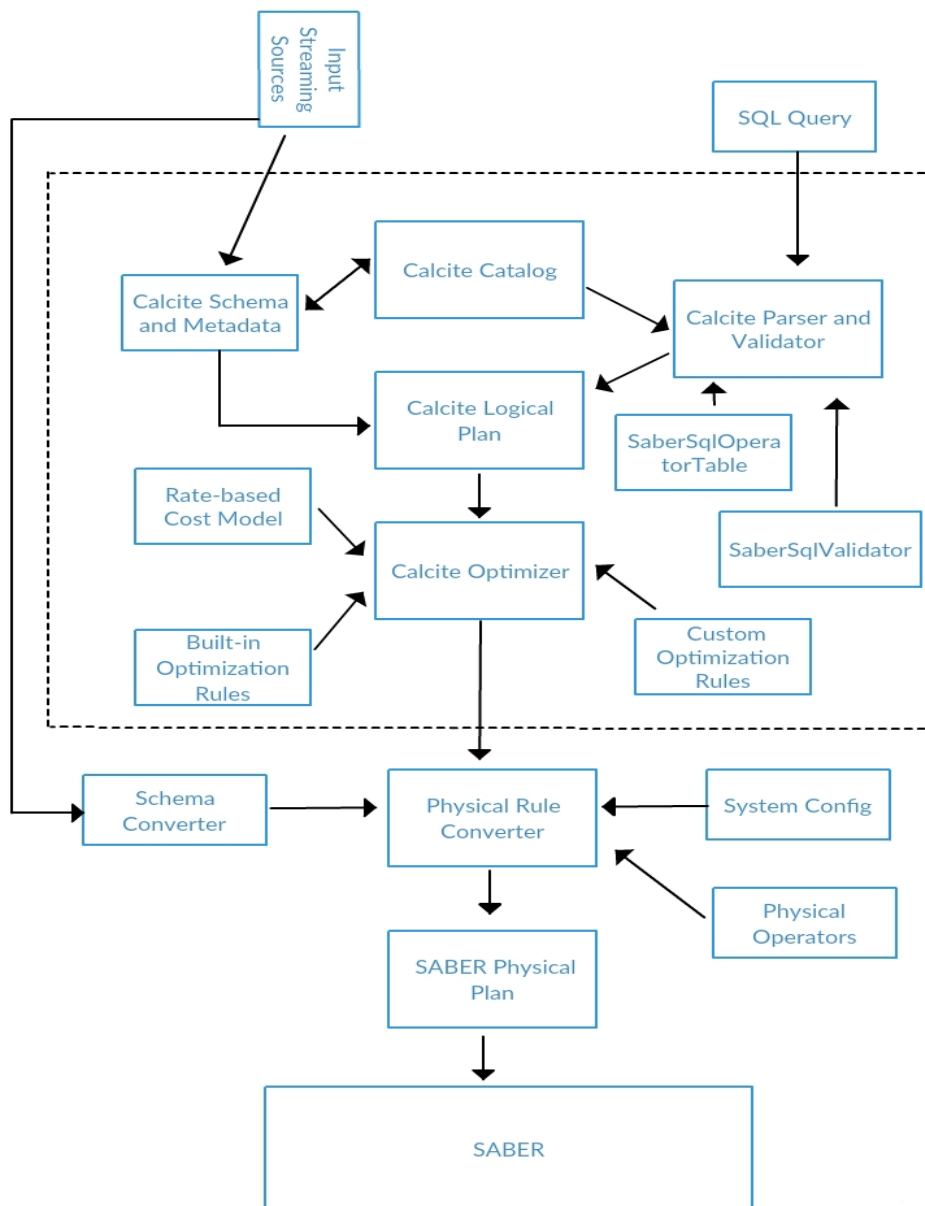 Input
Streaming
Sources
SQL Query
Calcite Catalog
Calcite Schema
and Metadata
Calcite Parser and
Validator
Calcite Logical
Plan
SaberSqlOpera
torTable
Rate-based
Cost Model
SaberSqlValidator
Calcite Optimizer
Built-in
Optimization
Rules
Custom
Optimization
Rules
Schema
Converter
Physical Rule
Converter
System Config
Physical
Operators
SABER Physical
Plan
SABER